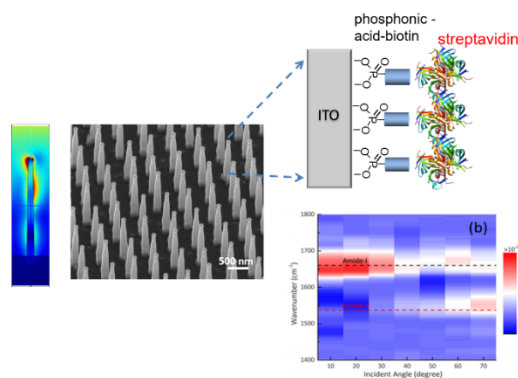 phosphonic -
acid-biotin
streptavidin
ITO
O
P
O
O
O
P
O
O
O
P
O
O
500 nm
(b)
1800
1700
1600
1500
1400
Amide-I
Wavenumber (cm⁻¹)
10 20 30 40 50 60 70
Incident Angle (degree)